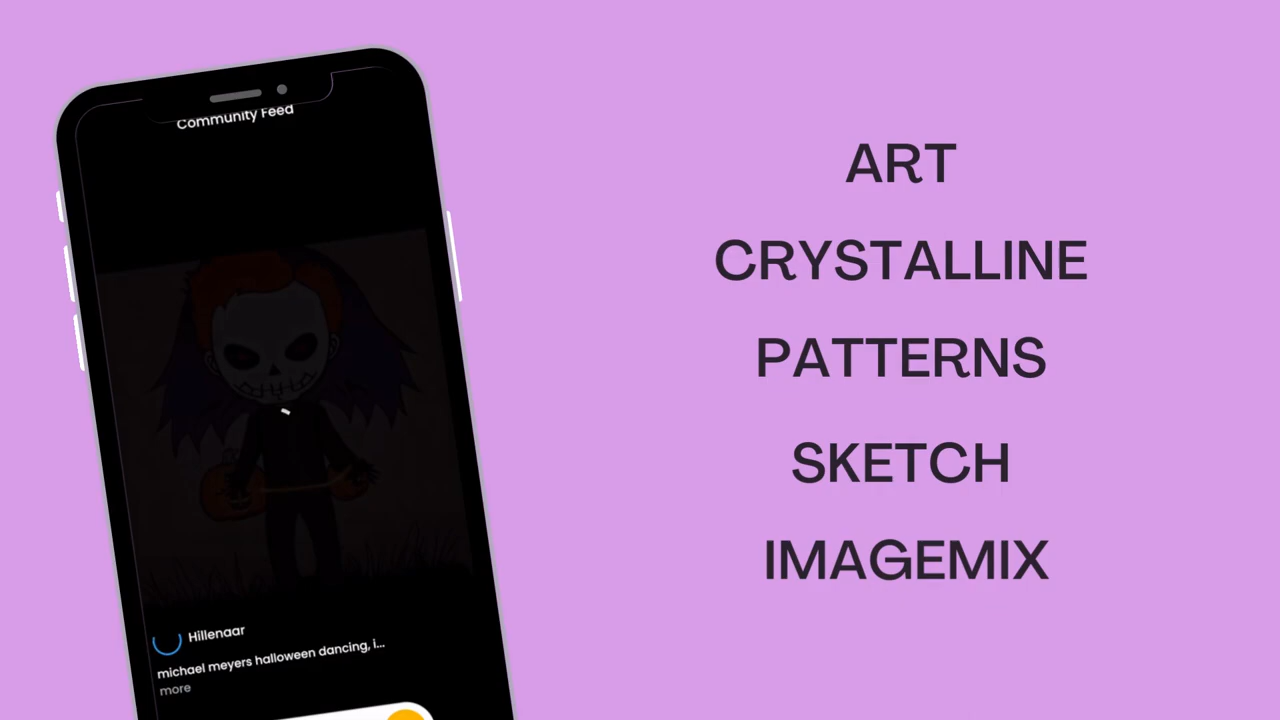 Community Feed
Hillenaar
michael meyers halloween dancing, i...
more
ART
CRYSTALLINE
PATTERNS
SKETCH
IMAGEMIX